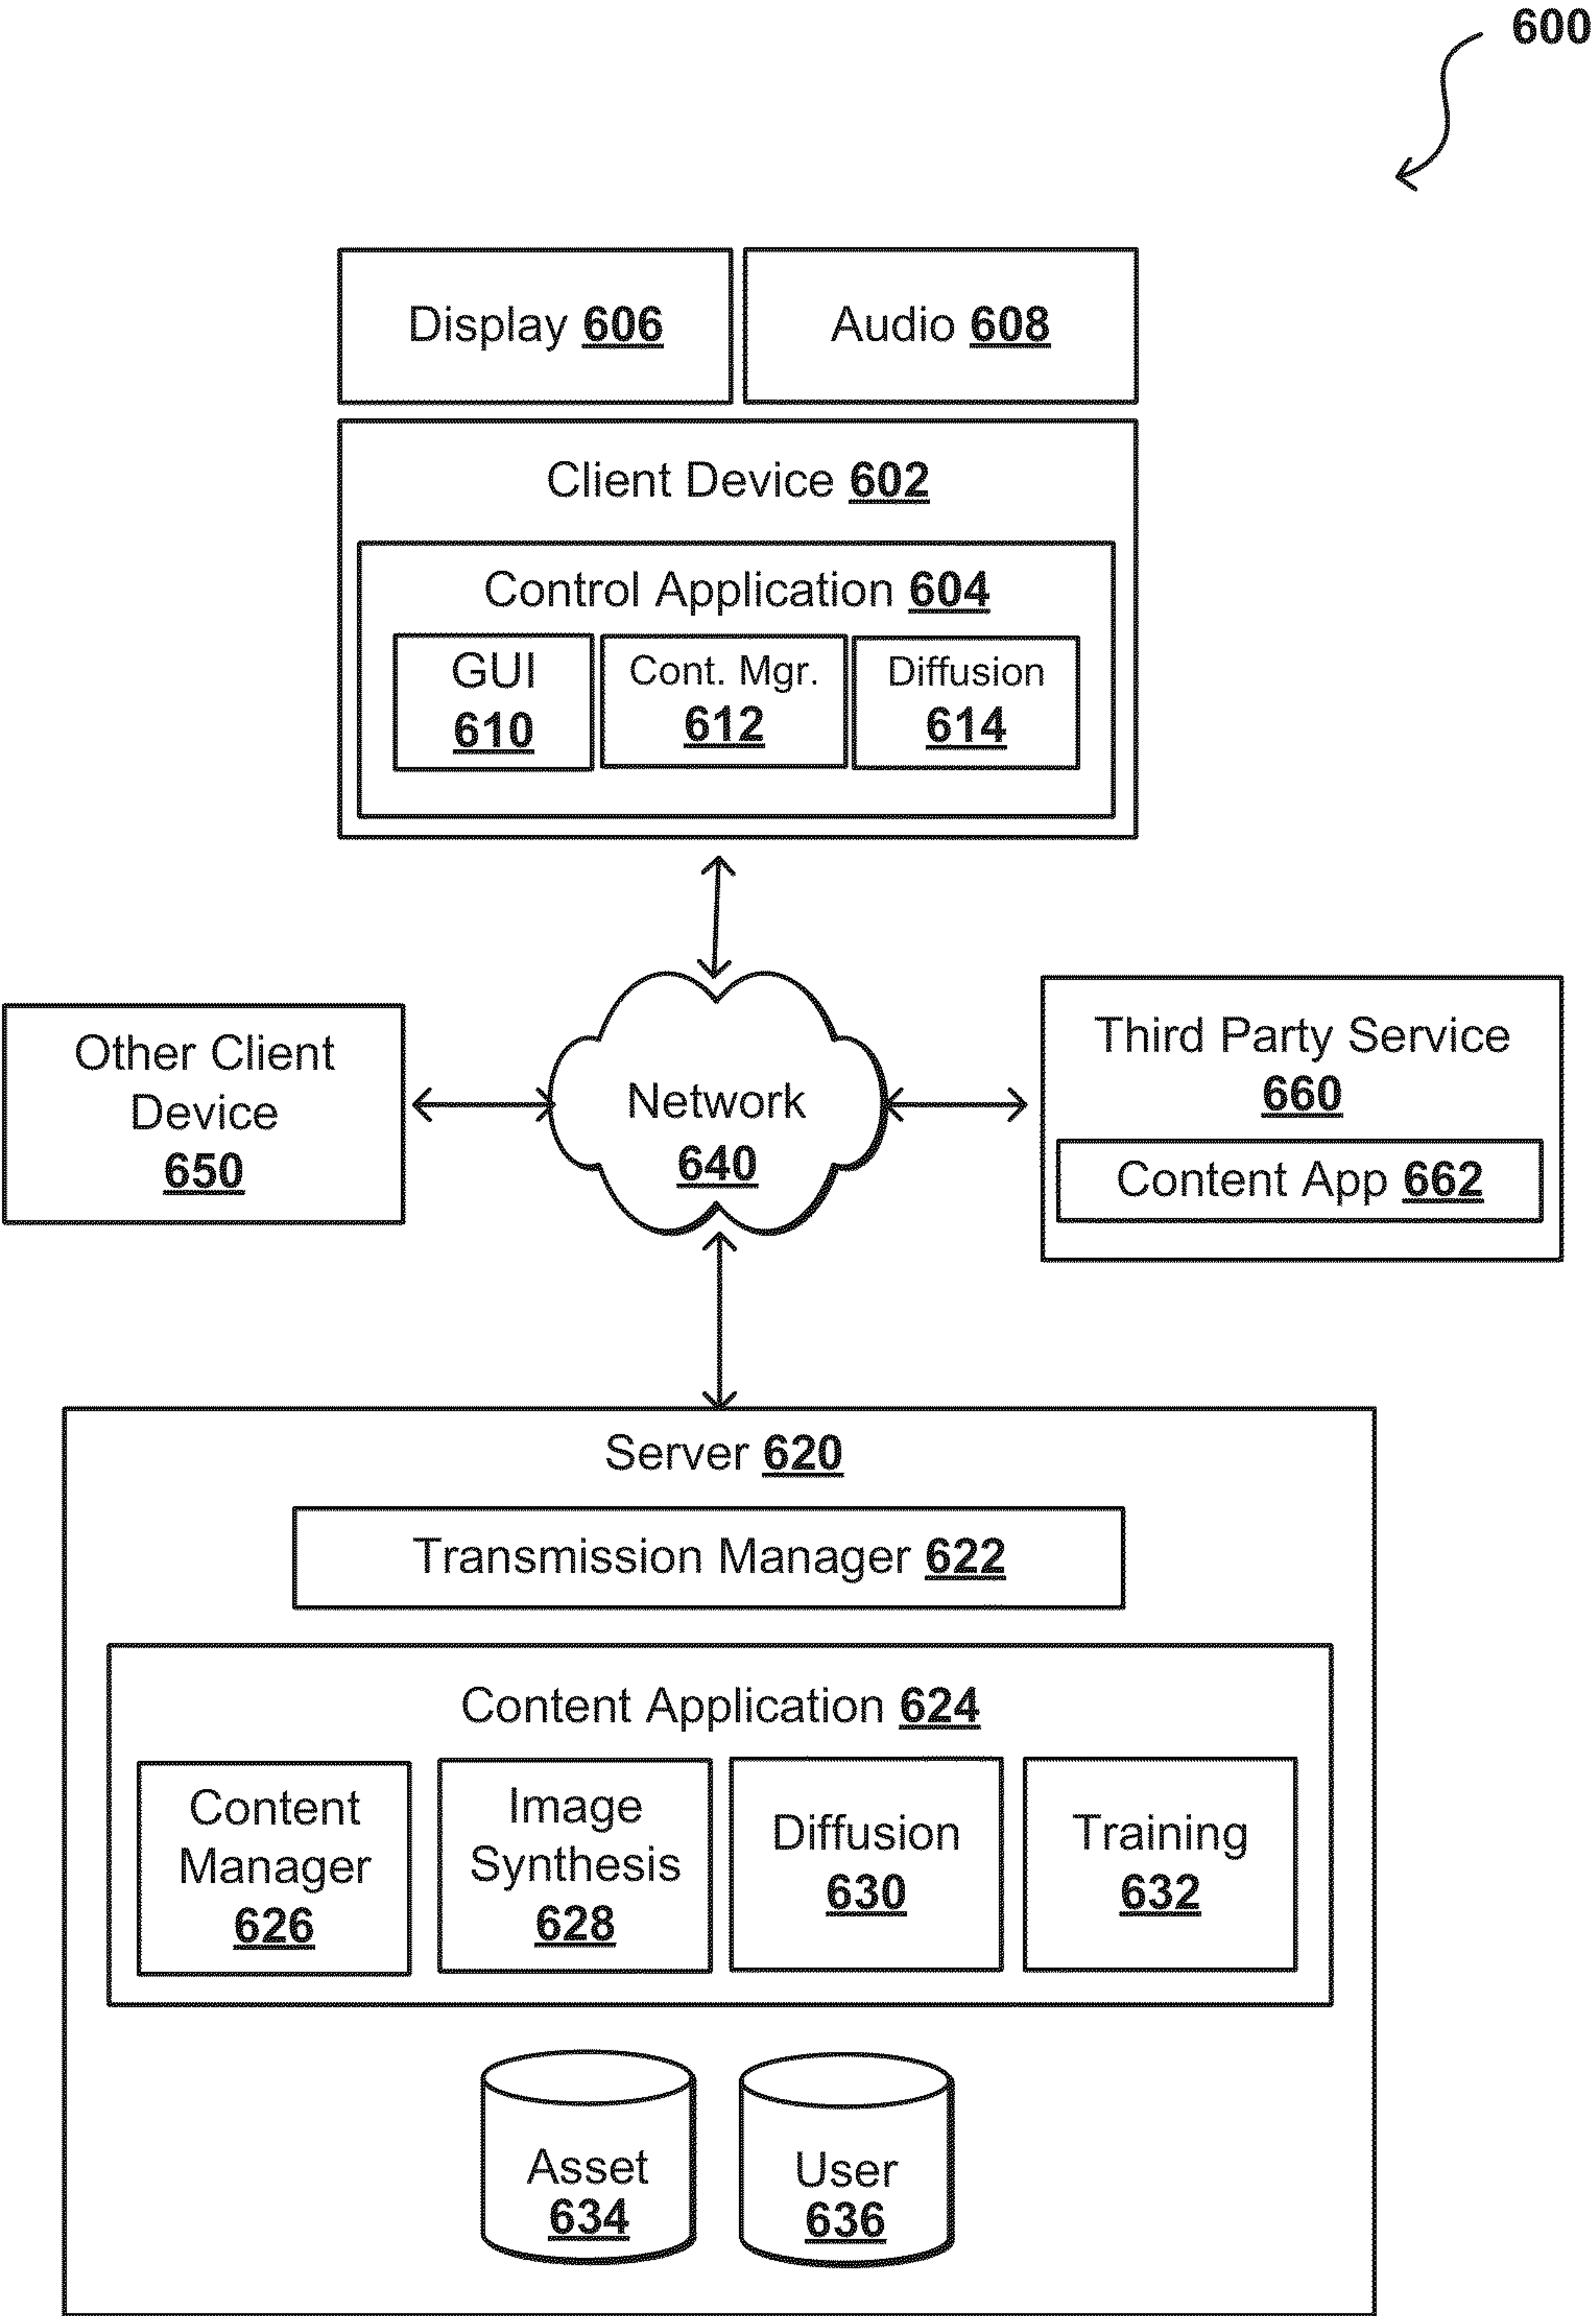 600
Display 606
Audio 608
Client Device 602
Control Application 604
GUI
610
Cont. Mgr.
612
Diffusion
614
Other Client
Device
650
Network
640
Third Party Service
660
Content App 662
Server 620
Transmission Manager 622
Content Application 624
Content
Manager
626
Image
Synthesis
628
Diffusion
630
Training
632
Asset
634
User
636